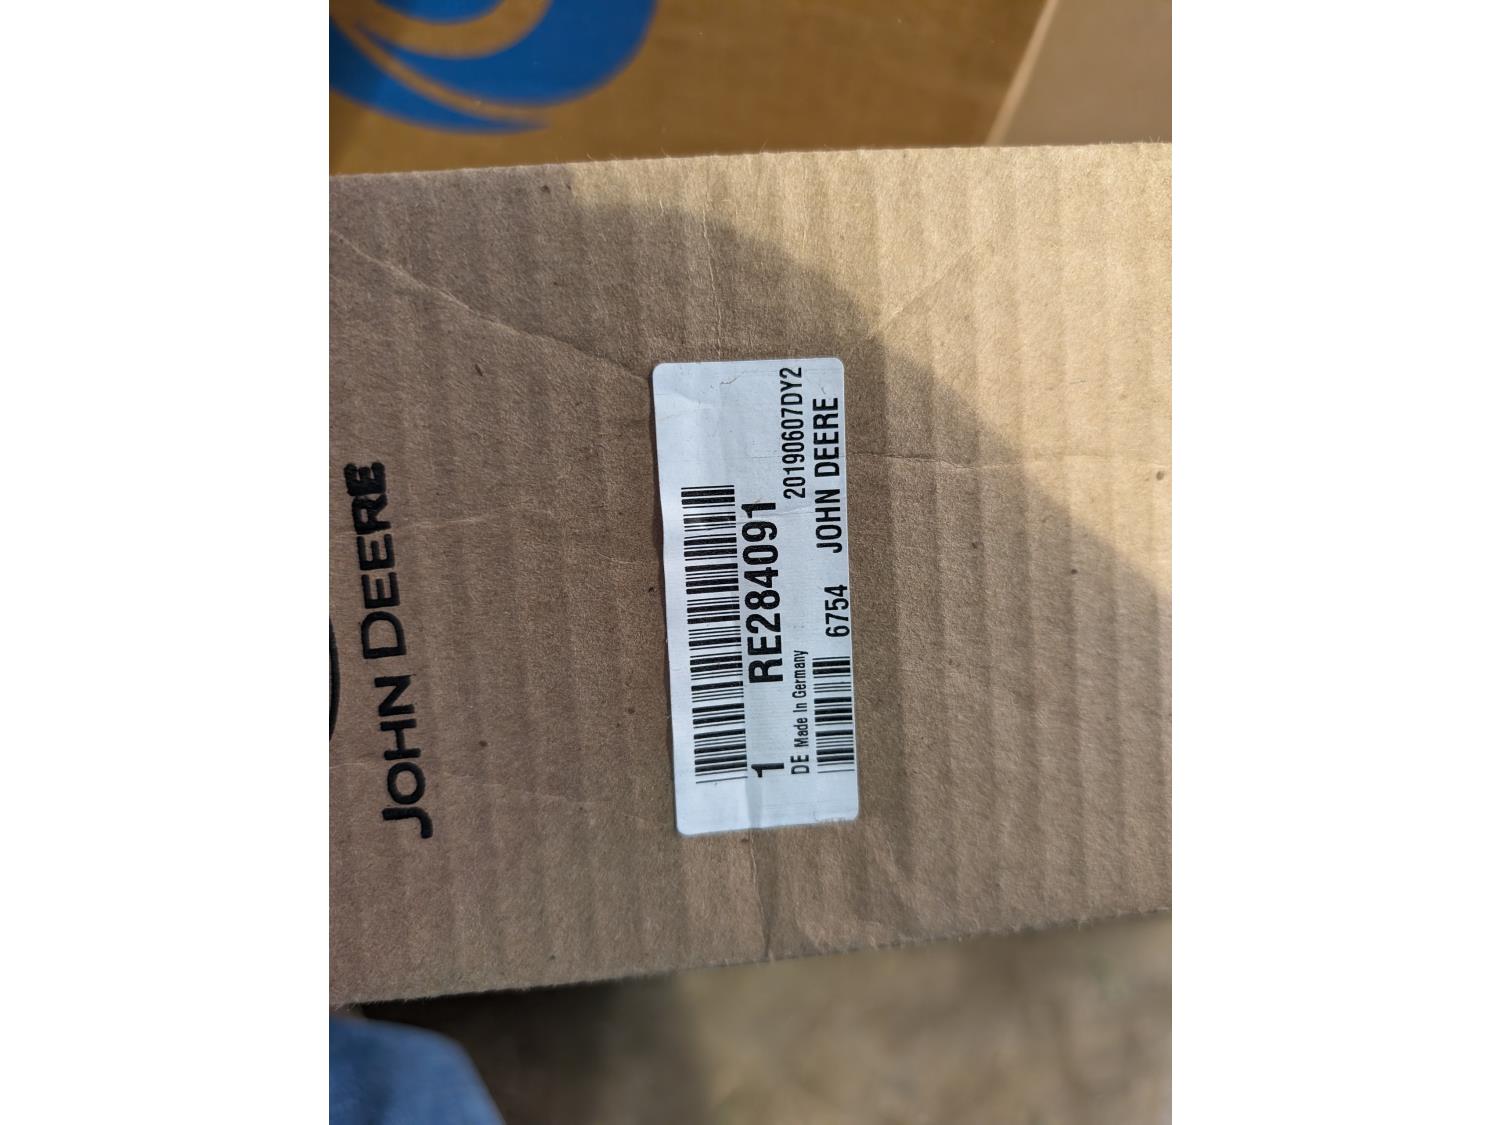 JOHN DEERE
1 RE284091
DE Made In Germany 20190607DY2
6754 JOHN DEERE